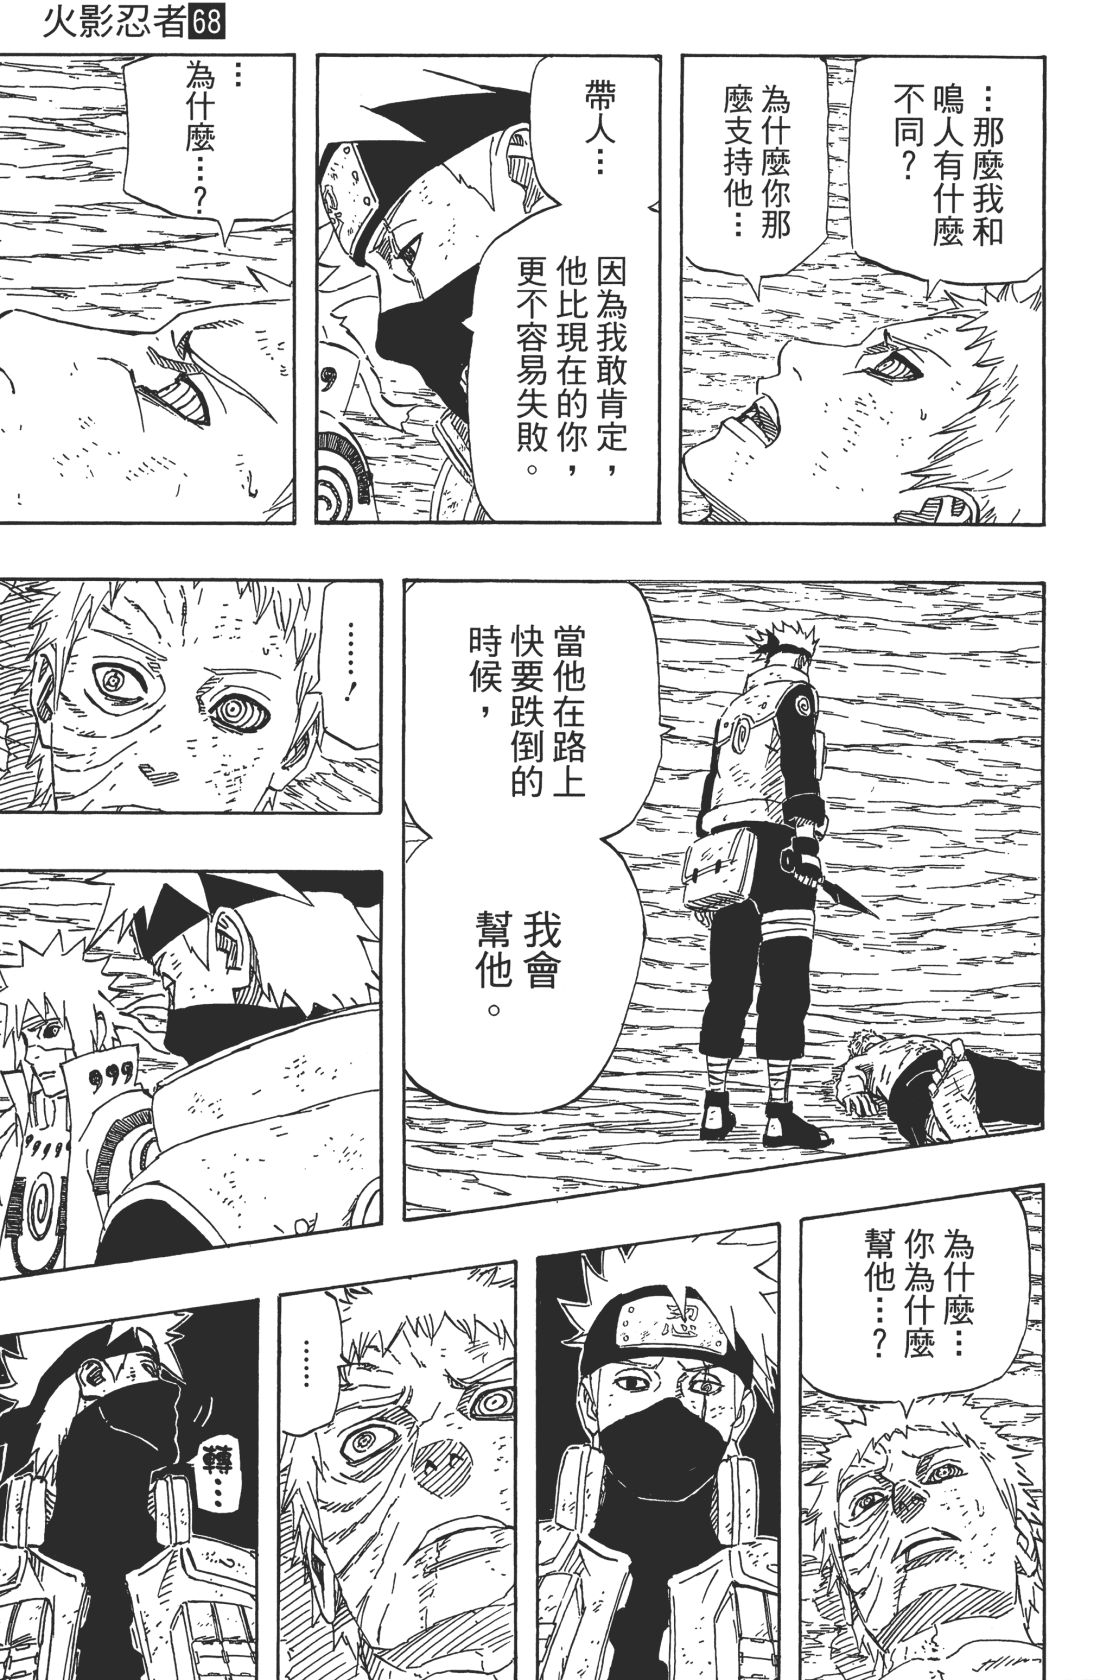 火影忍者68
…那麼我和
鳴人有什麼
不同？
為什麼你那
麼支持他…
帶人…
因為我敢肯定，
他比現在的你，
更不容易失敗。
…
為什麼…？
當他在路上
快要跌倒的
時候，
我會
幫他。
……！
為什麼…
你為什麼
幫他…？
忍
……
轉…